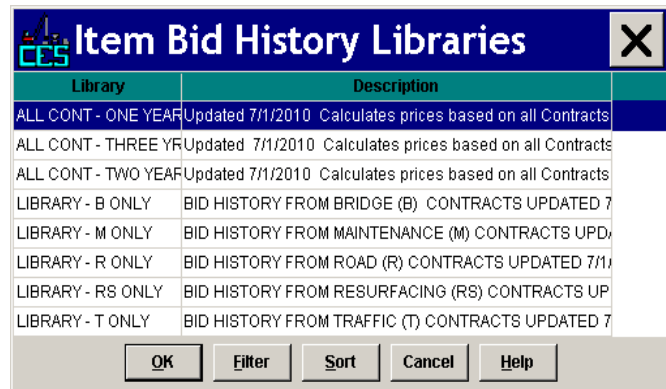 CES Item Bid History Libraries
Library Description
ALL CONT - ONE YEAR Updated 7/1/2010 Calculates prices based on all Contracts
ALL CONT - THREE YR Updated 7/1/2010 Calculates prices based on all Contracts
ALL CONT - TWO YEAR Updated 7/1/2010 Calculates prices based on all Contracts
LIBRARY - B ONLY BID HISTORY FROM BRIDGE (B) CONTRACTS UPDATED 7
LIBRARY - M ONLY BID HISTORY FROM MAINTENANCE (M) CONTRACTS UPDA
LIBRARY - R ONLY BID HISTORY FROM ROAD (R) CONTRACTS UPDATED 7/1/
LIBRARY - RS ONLY BID HISTORY FROM RESURFACING (RS) CONTRACTS UP
LIBRARY - T ONLY BID HISTORY FROM TRAFFIC (T) CONTRACTS UPDATED 7
OK Filter Sort Cancel Help